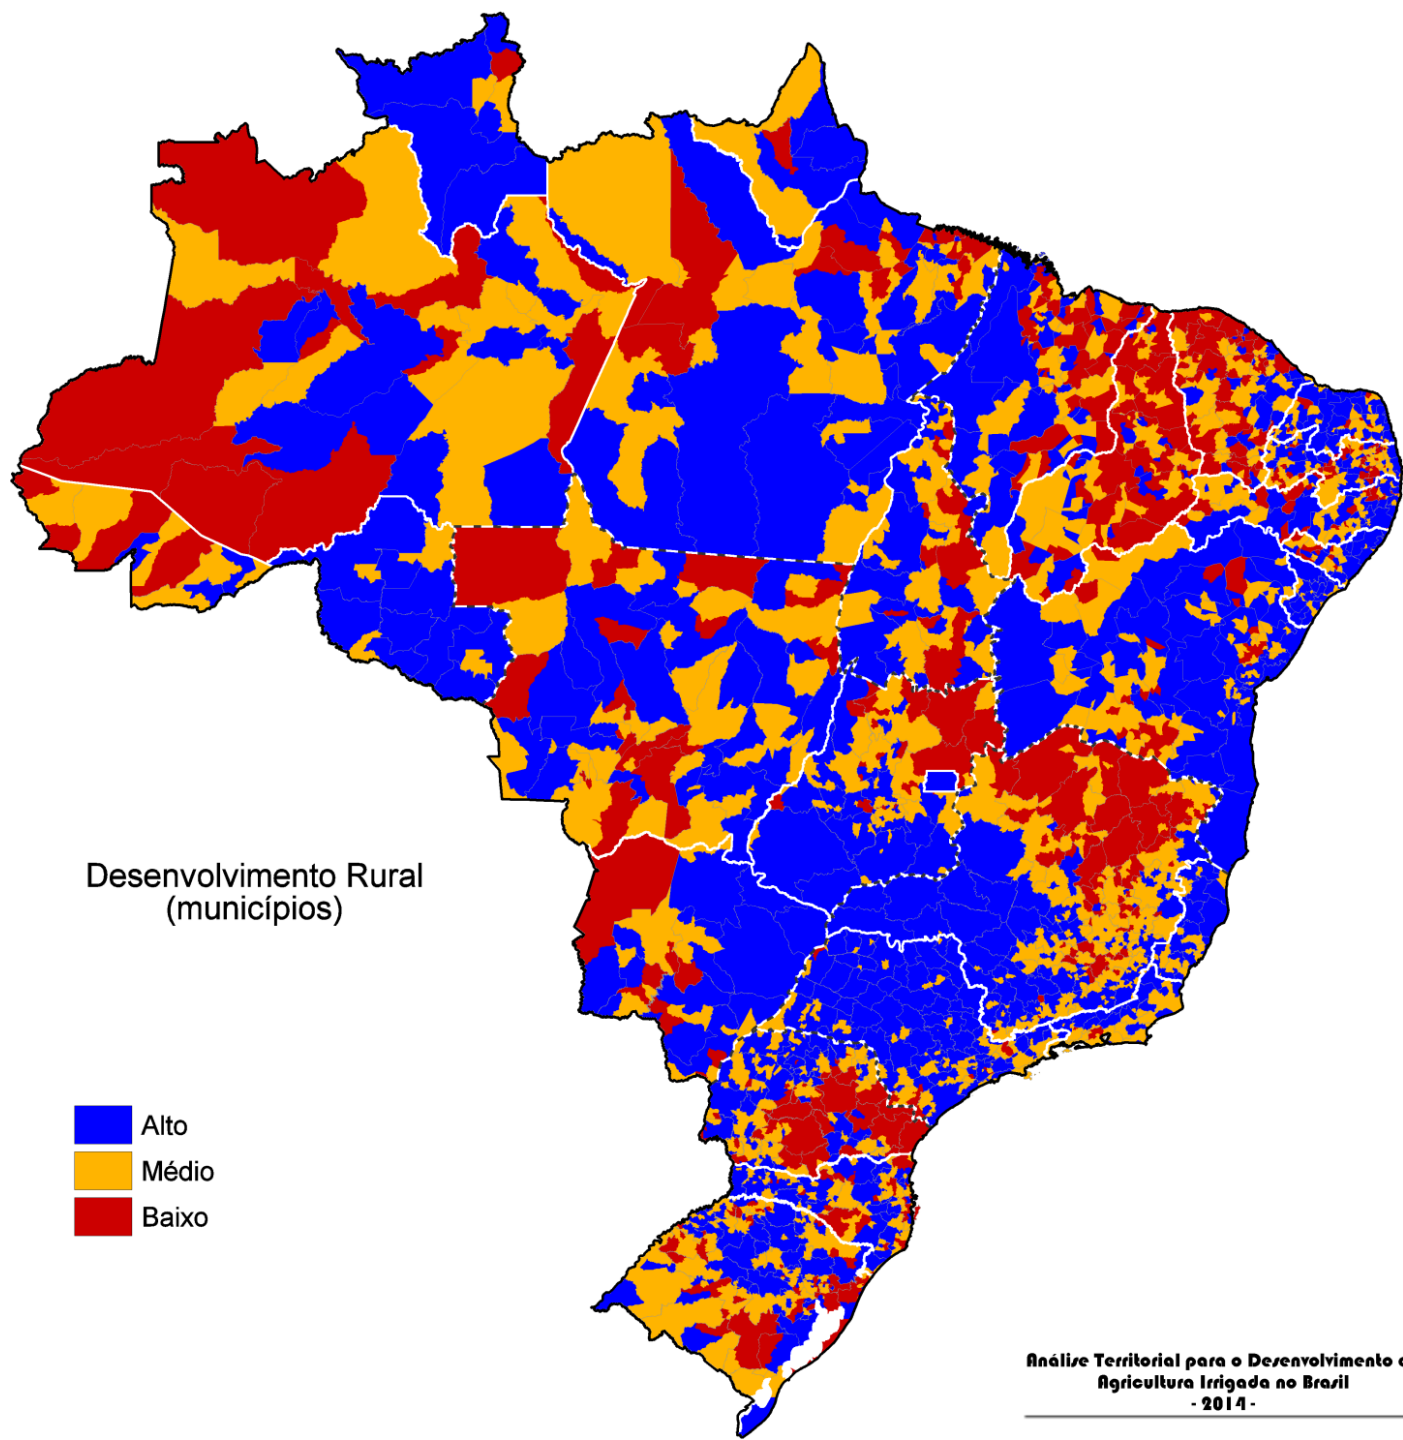 Desenvolvimento Rural
(municípios)
Alto
Médio
Baixo
Análise Territorial para o Desenvolvimento
Agricultura Irrigada no Brasil
- 2014 -